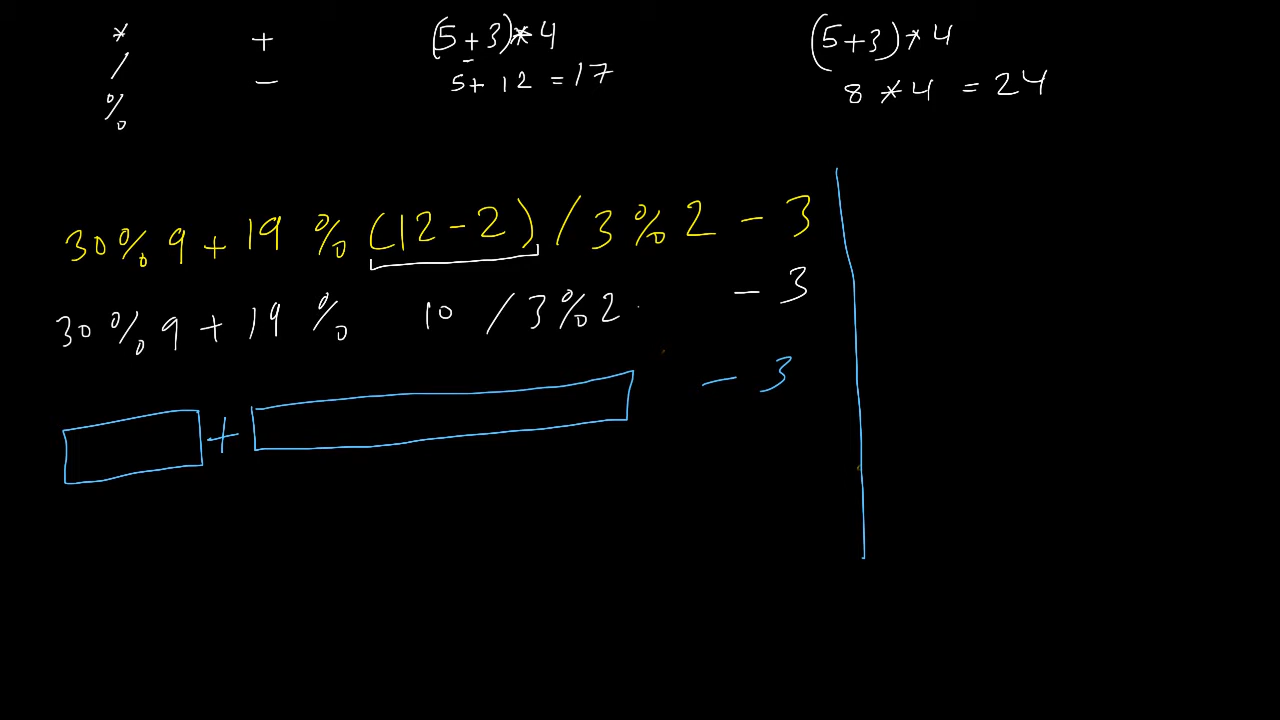 * + (5+3)*4 (5+3)*4
/ - 5+ 12 = 17 8 *4 = 24
%
30%9+19 %(12-2)/3%2-3
30%9+19 % 10 /3%2 -3
+ -3